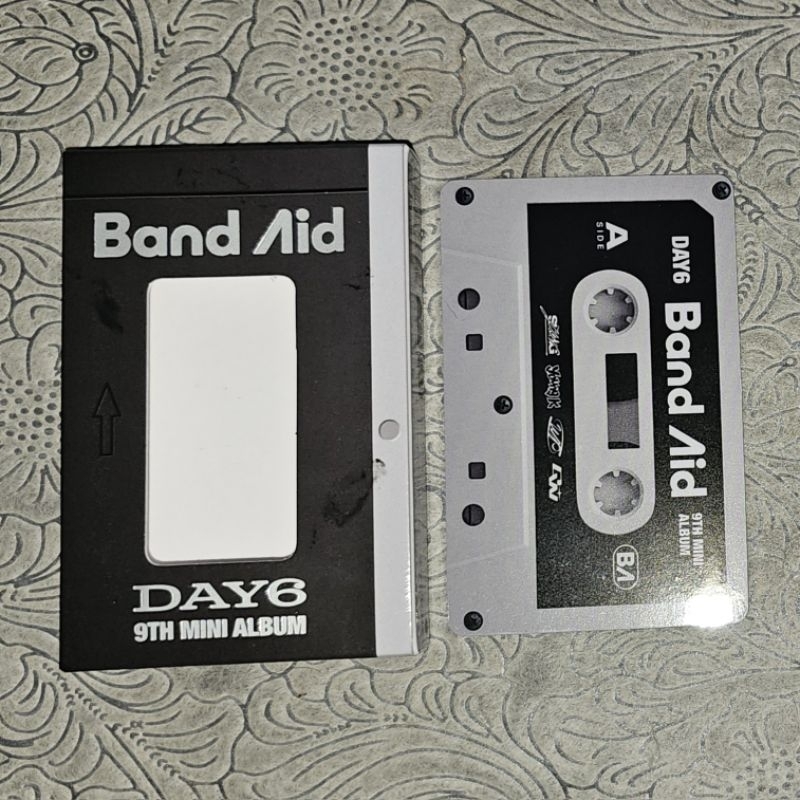 Band Aid
DAY6
9TH MINI ALBUM
DAY6
Band Aid
9TH MINI
ALBUM
A
SIDE
BA